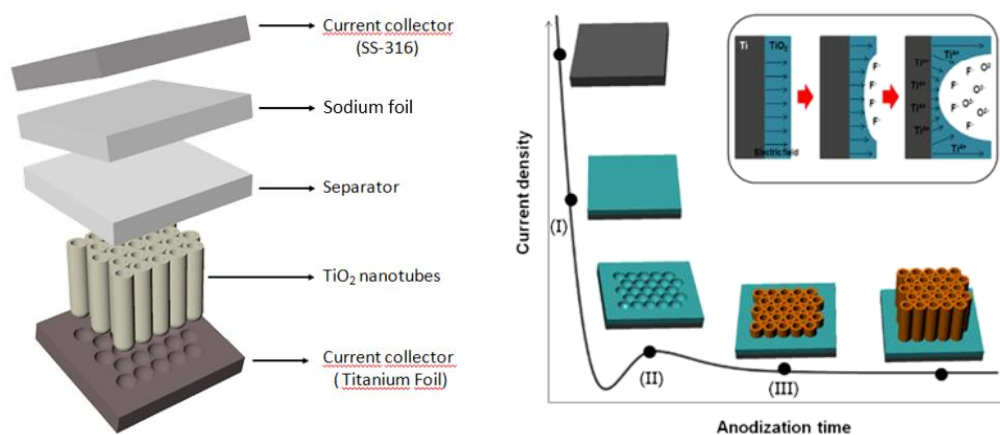 Current collector
(SS-316)
Sodium foil
Separator
TiO₂ nanotubes
Current collector
( Titanium Foil)
Current density
Anodization time
(I)
(II)
(III)
Ti
TiO₂
Electric field
F⁻
F⁻
F⁻
F⁻
Ti⁴⁺
Ti⁴⁺
Ti⁴⁺
Ti⁴⁺
Ti⁴⁺
Ti⁴⁺
F⁻
O²⁻
F⁻
O²⁻
O²⁻
F⁻